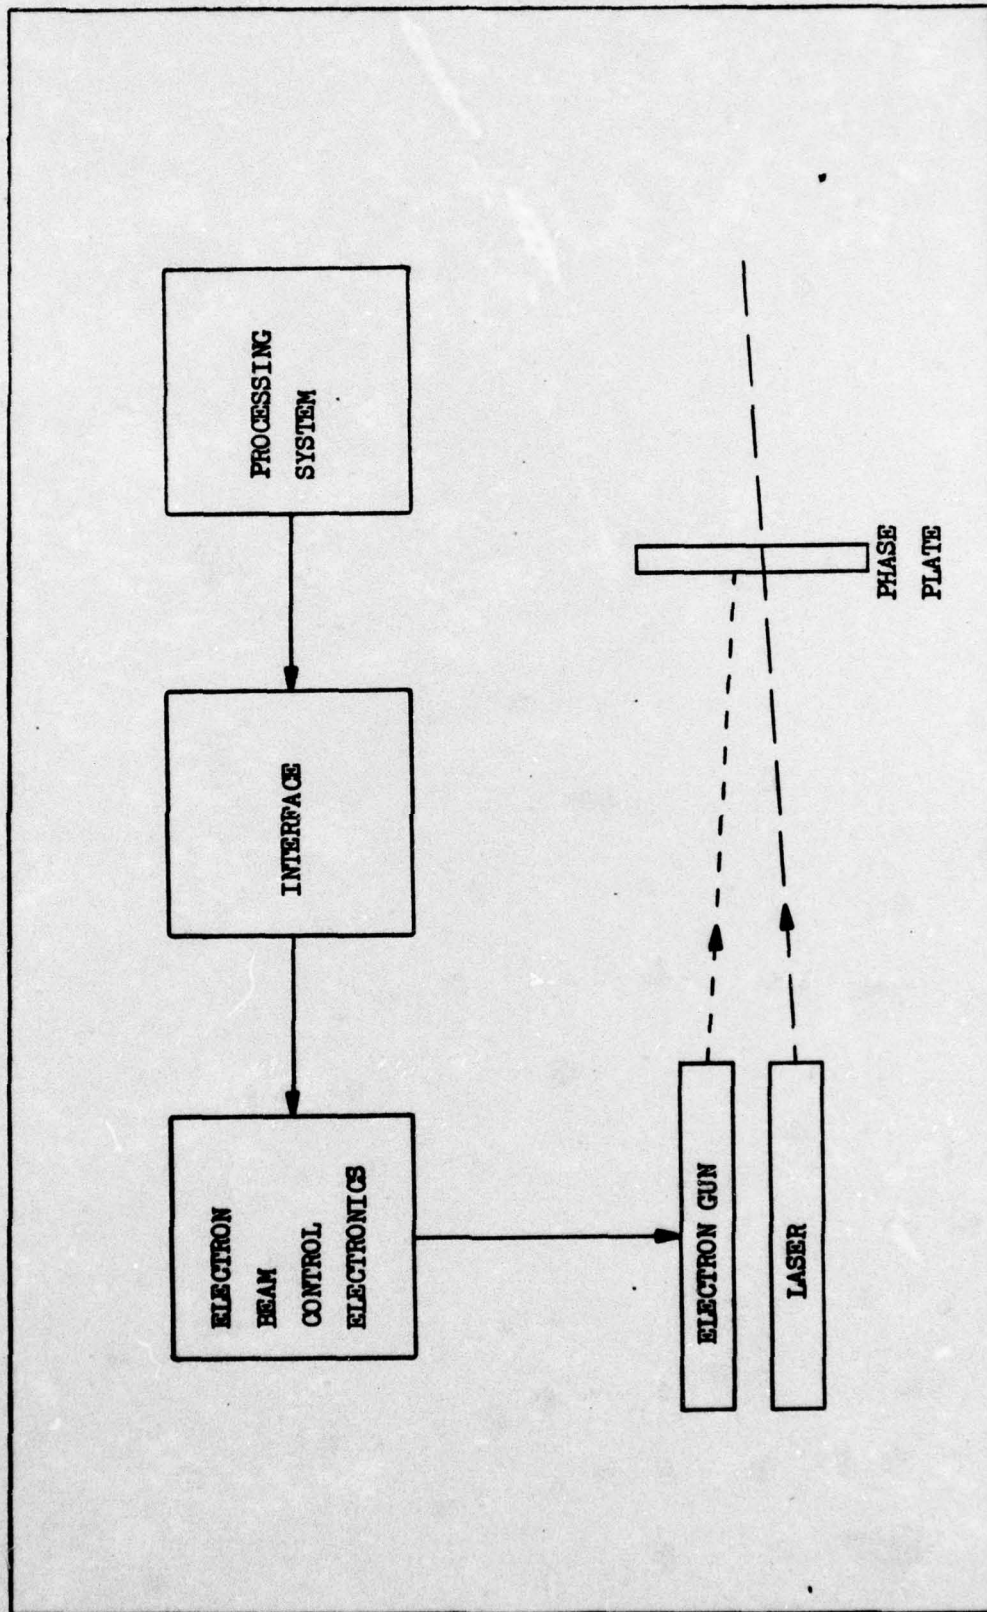 ELECTRON
BEAM
CONTROL
ELECTRONICS
INTERFACE
PROCESSING
SYSTEM
ELECTRON GUN
LASER
PHASE
PLATE